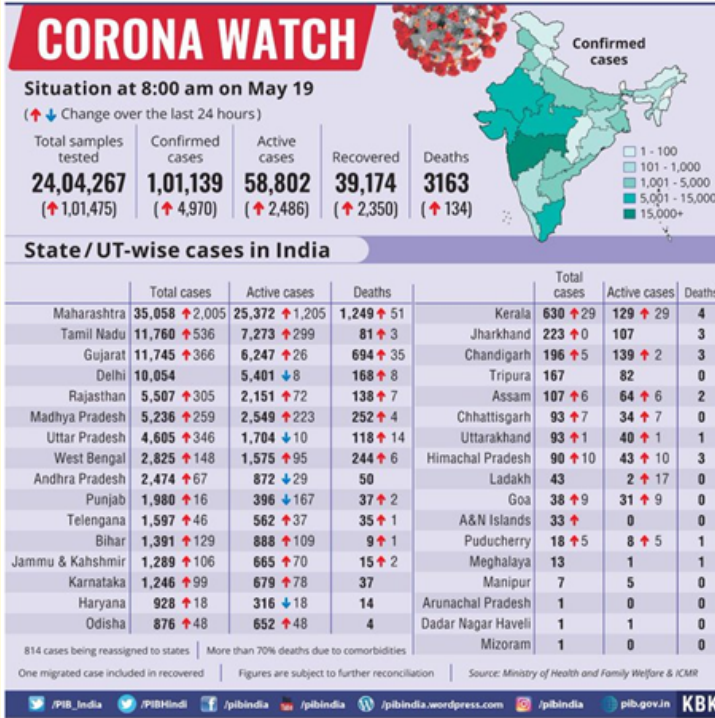 CORONA WATCH
Situation at 8:00 am on May 19
(↑↓ Change over the last 24 hours)
Total samples tested
24,04,267
(↑1,01,475)
Confirmed cases
1,01,139
(↑4,970)
Active cases
58,802
(↑2,486)
Recovered
39,174
(↑2,350)
Deaths
3163
(↑134)
Confirmed cases
1 - 100
101 - 1,000
1,001 - 5,000
5,001 - 15,000
15,000+
State/UT-wise cases in India
Total cases Active cases Deaths
Maharashtra 35,058 ↑2,005 25,372 ↑1,205 1,249 ↑51
Tamil Nadu 11,760 ↑536 7,273 ↑299 81 ↑3
Gujarat 11,745 ↑366 6,247 ↑26 694 ↑35
Delhi 10,054 5,401 ↓8 168 ↑8
Rajasthan 5,507 ↑305 2,151 ↑72 138 ↑7
Madhya Pradesh 5,236 ↑259 2,549 ↑223 252 ↑4
Uttar Pradesh 4,605 ↑346 1,704 ↓10 118 ↑14
West Bengal 2,825 ↑148 1,575 ↑95 244 ↑6
Andhra Pradesh 2,474 ↑67 872 ↓29 50
Punjab 1,980 ↑16 396 ↓167 37 ↑2
Telengana 1,597 ↑46 562 ↑37 35 ↑1
Bihar 1,391 ↑129 888 ↑109 9 ↑1
Jammu & Kahshmir 1,289 ↑106 665 ↑70 15 ↑2
Karnataka 1,246 ↑99 679 ↑78 37
Haryana 928 ↑18 316 ↓18 14
Odisha 876 ↑48 652 ↑48 4
Total cases Active cases Deaths
Kerala 630 ↑29 129 ↑29 4
Jharkhand 223 ↑0 107 3
Chandigarh 196 ↑5 139 ↑2 3
Tripura 167 82 0
Assam 107 ↑6 64 ↑6 2
Chhattisgarh 93 ↑7 34 ↑7 0
Uttarakhand 93 ↑1 40 ↑1 1
Himachal Pradesh 90 ↑10 43 ↑10 3
Ladakh 43 2 ↑17 0
Goa 38 ↑9 31 ↑9 0
A&N Islands 33 ↑ 0 0
Puducherry 18 ↑5 8 ↑5 1
Meghalaya 13 1 1
Manipur 7 5 0
Arunachal Pradesh 1 0 0
Dadar Nagar Haveli 1 1 0
Mizoram 1 0 0
814 cases being reassigned to states | More than 70% deaths due to comorbidities
One migrated case included in recovered | Figures are subject to further reconciliation | Source: Ministry of Health and Family Welfare & ICMR
/PIB_India /PIBHindi /pibindia /pibindia /pibindia.wordpress.com /pibindia pib.gov.in KBK